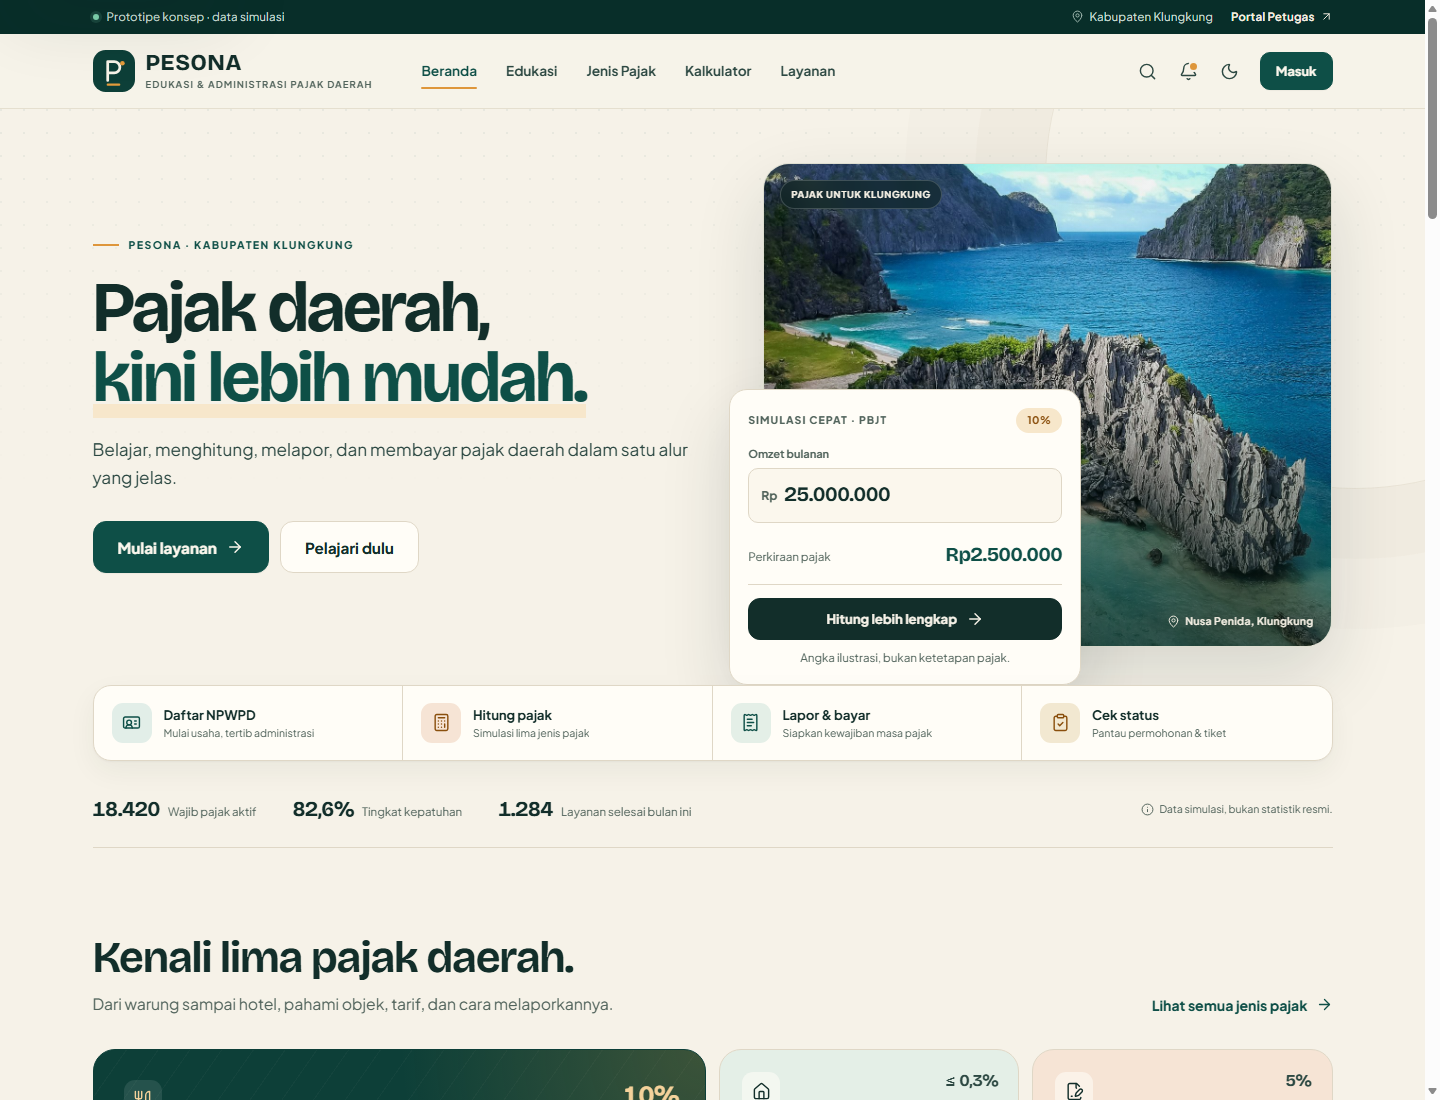 Prototipe konsep · data simulasi
Kabupaten Klungkung
Portal Petugas
PESONA
EDUKASI & ADMINISTRASI PAJAK DAERAH
Beranda
Edukasi
Jenis Pajak
Kalkulator
Layanan
Masuk
PESONA · KABUPATEN KLUNGKUNG
Pajak daerah,
kini lebih mudah.
Belajar, menghitung, melapor, dan membayar pajak daerah dalam satu alur
yang jelas.
Mulai layanan
Pelajari dulu
PAJAK UNTUK KLUNGKUNG
SIMULASI CEPAT · PBJT
10%
Omzet bulanan
Rp 25.000.000
Perkiraan pajak
Rp2.500.000
Hitung lebih lengkap
Angka ilustrasi, bukan ketetapan pajak.
Nusa Penida, Klungkung
Daftar NPWPD
Mulai usaha, tertib administrasi
Hitung pajak
Simulasi lima jenis pajak
Lapor & bayar
Siapkan kewajiban masa pajak
Cek status
Pantau permohonan & tiket
18.420 Wajib pajak aktif
82,6% Tingkat kepatuhan
1.284 Layanan selesai bulan ini
Data simulasi, bukan statistik resmi.
Kenali lima pajak daerah.
Dari warung sampai hotel, pahami objek, tarif, dan cara melaporkannya.
Lihat semua jenis pajak
10%
≤ 0,3%
5%